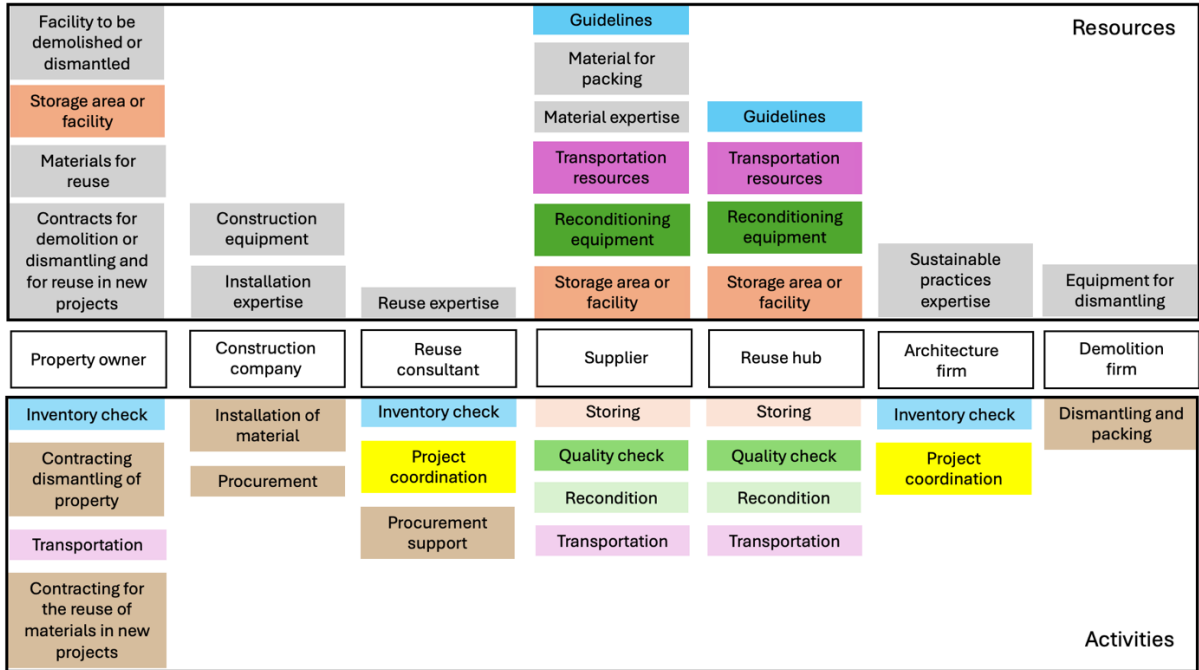 Resources
Facility to be
demolished or
dismantled
Storage area or
facility
Materials for
reuse
Contracts for
demolition or
dismantling and
for reuse in new
projects
Construction
equipment
Installation
expertise
Reuse expertise
Guidelines
Material for
packing
Material expertise
Transportation
resources
Reconditioning
equipment
Storage area or
facility
Guidelines
Transportation
resources
Reconditioning
equipment
Storage area or
facility
Sustainable
practices
expertise
Equipment for
dismantling
Property owner
Construction
company
Reuse
consultant
Supplier
Reuse hub
Architecture
firm
Demolition
firm
Inventory check
Contracting
dismantling of
property
Transportation
Contracting for
the reuse of
materials in new
projects
Installation of
material
Procurement
Inventory check
Project
coordination
Procurement
support
Storing
Quality check
Recondition
Transportation
Storing
Quality check
Recondition
Transportation
Inventory check
Project
coordination
Dismantling and
packing
Activities